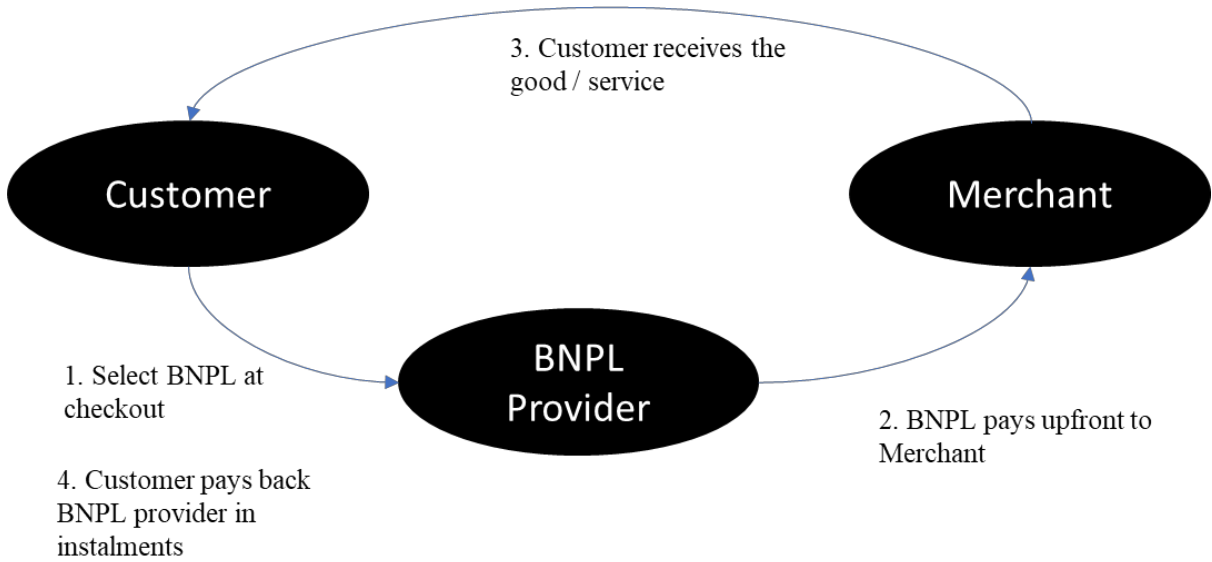 3. Customer receives the
good / service
Customer
Merchant
BNPL
Provider
1. Select BNPL at
checkout
2. BNPL pays upfront to
Merchant
4. Customer pays back
BNPL provider in
instalments